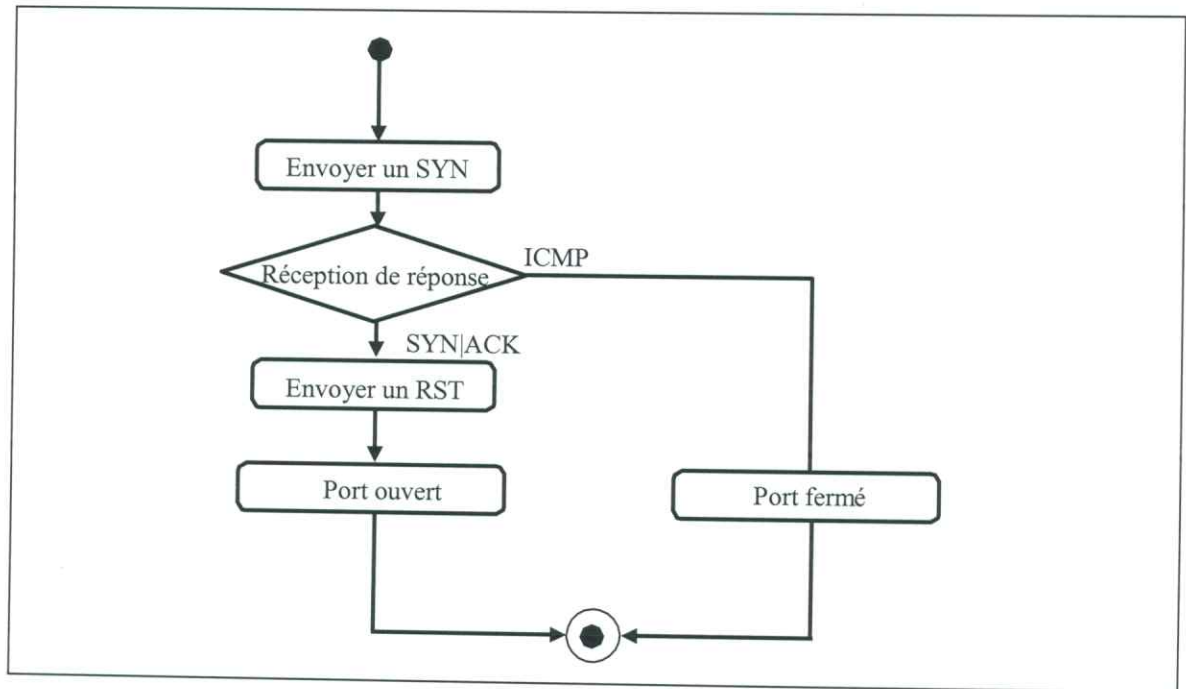 Envoyer un SYN
Réception de réponse
ICMP
SYN|ACK
Envoyer un RST
Port ouvert
Port fermé